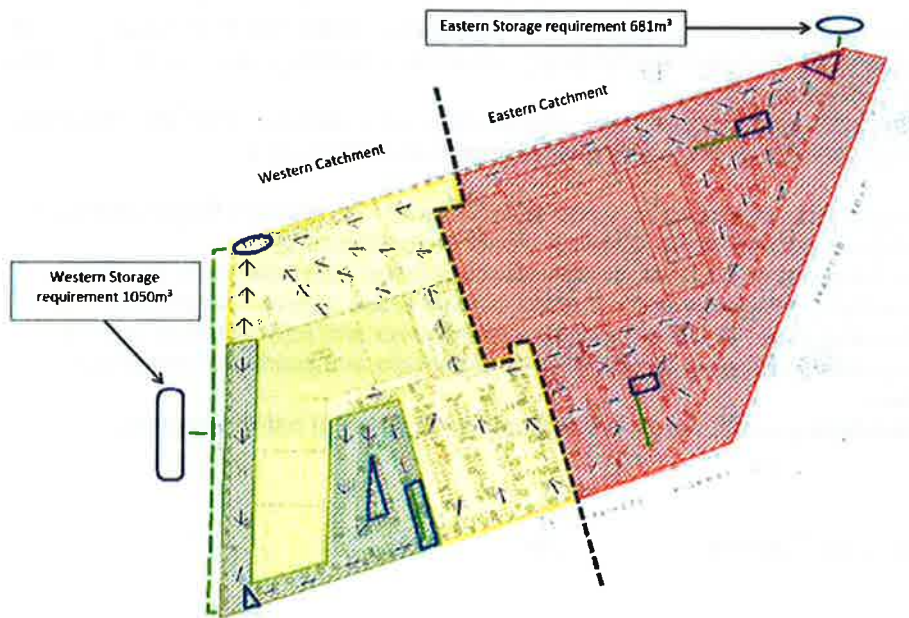 Eastern Storage requirement 681m³
Eastern Catchment
Western Catchment
Western Storage
requirement 1050m³